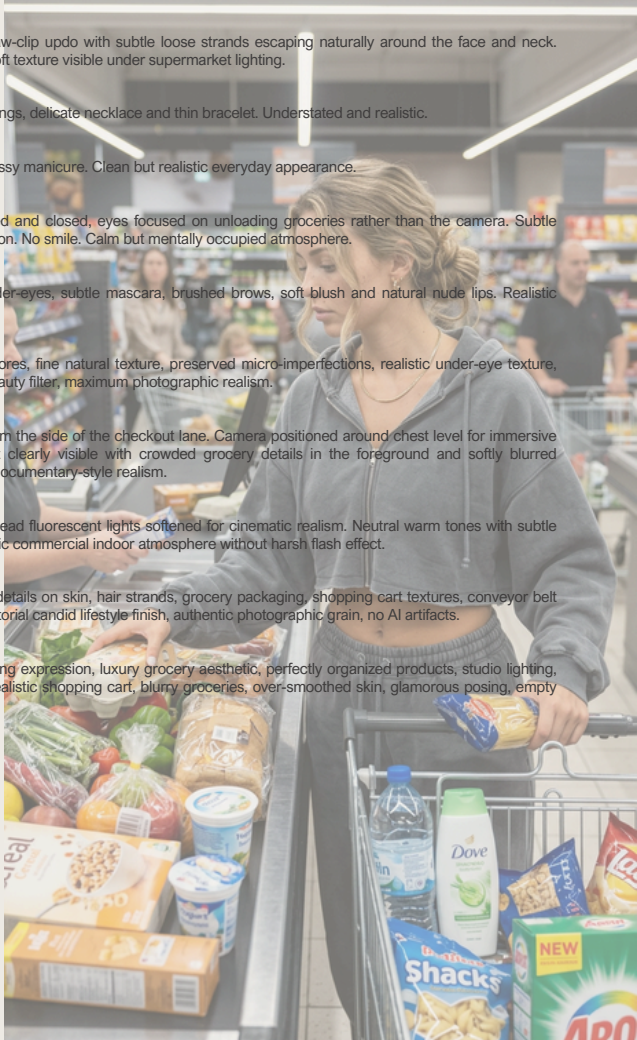 w-clip updo with subtle loose strands escaping naturally around the face and neck.
ft texture visible under supermarket lighting.
ngs, delicate necklace and thin bracelet. Understated and realistic.
ssy manicure. Clean but realistic everyday appearance.
d and closed, eyes focused on unloading groceries rather than the camera. Subtle
on. No smile. Calm but mentally occupied atmosphere.
der-eyes, subtle mascara, brushed brows, soft blush and natural nude lips. Realistic
ores, fine natural texture, preserved micro-imperfections, realistic under-eye texture,
auty filter, maximum photographic realism.
m the side of the checkout lane. Camera positioned around chest level for immersive
clearly visible with crowded grocery details in the foreground and softly blurred
ocumentary-style realism.
ead fluorescent lights softened for cinematic realism. Neutral warm tones with subtle
ic commercial indoor atmosphere without harsh flash effect.
details on skin, hair strands, grocery packaging, shopping cart textures, conveyor belt
torial candid lifestyle finish, authentic photographic grain, no AI artifacts.
ng expression, luxury grocery aesthetic, perfectly organized products, studio lighting,
ealistic shopping cart, blurry groceries, over-smoothed skin, glamorous posing, empty
Dove
real
Shacks
NEW
ARO